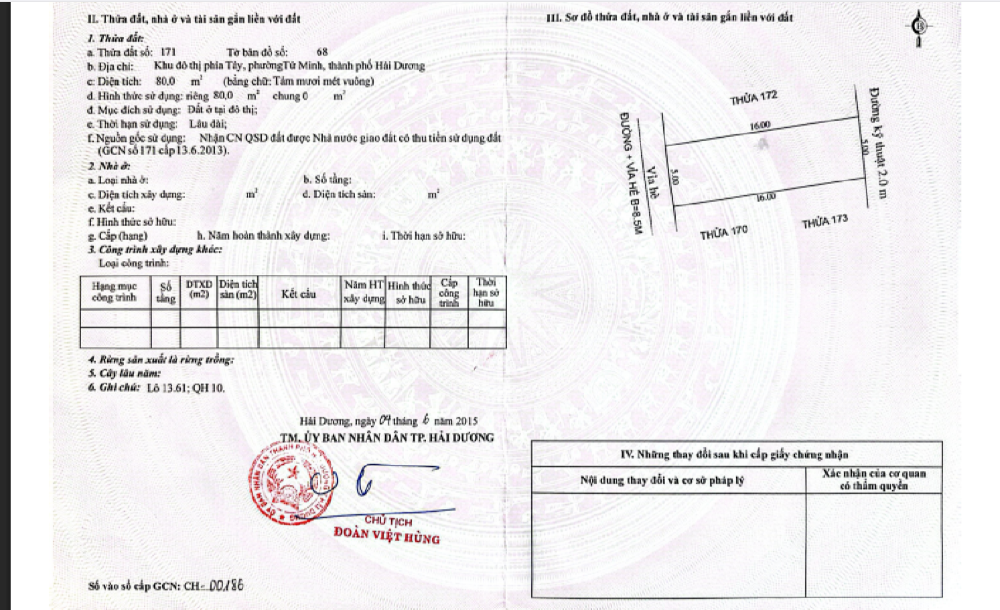 II. Thửa đất, nhà ở và tài sản gắn liền với đất
1. Thửa đất:
a. Thửa đất số: 171 Tờ bản đồ số: 68
b. Địa chỉ: Khu đô thị phía Tây, phường Tứ Minh, thành phố Hải Dương
c: Diện tích: 80,0 m² (bằng chữ: Tám mươi mét vuông)
d. Hình thức sử dụng: riêng 80,0 m² chung 0 m²
đ. Mục đích sử dụng: Đất ở tại đô thị;
e. Thời hạn sử dụng: Lâu dài;
f. Nguồn gốc sử dụng: Nhận CN QSD đất được Nhà nước giao đất có thu tiền sử dụng đất
(GCN số 171 cấp 13.6.2013).
2. Nhà ở:
a. Loại nhà ở: b. Số tầng:
c. Diện tích xây dựng: m² d. Diện tích sàn: m²
e. Kết cấu:
f. Hình thức sở hữu:
g. Cấp (hạng) h. Năm hoàn thành xây dựng: i. Thời hạn sở hữu:
3. Công trình xây dựng khác:
Loại công trình:
Hạng mục công trình
Số tầng
DTXD (m2)
Diện tích sàn (m2)
Kết cấu
Năm HT xây dựng
Hình thức sở hữu
Cấp công trình
Thời hạn sở hữu
4. Rừng sản xuất là rừng trồng:
5. Cây lâu năm:
6. Ghi chú: Lô 13.61; QH 10.
Hải Dương, ngày 04 tháng 6 năm 2015
TM. ỦY BAN NHÂN DÂN TP. HẢI DƯƠNG
CHỦ TỊCH
ĐOÀN VIỆT HÙNG
Số vào sổ cấp GCN: CH- 00186
III. Sơ đồ thửa đất, nhà ở và tài sản gắn liền với đất
THỬA 172
16.00
5.00
Đường kỹ thuật 2.0 m
ĐƯỜNG + VỈA HÈ B=8.5M
Vỉa hè
5.00
16.00
THỬA 170
THỬA 173
IV. Những thay đổi sau khi cấp giấy chứng nhận
Nội dung thay đổi và cơ sở pháp lý
Xác nhận của cơ quan
có thẩm quyền